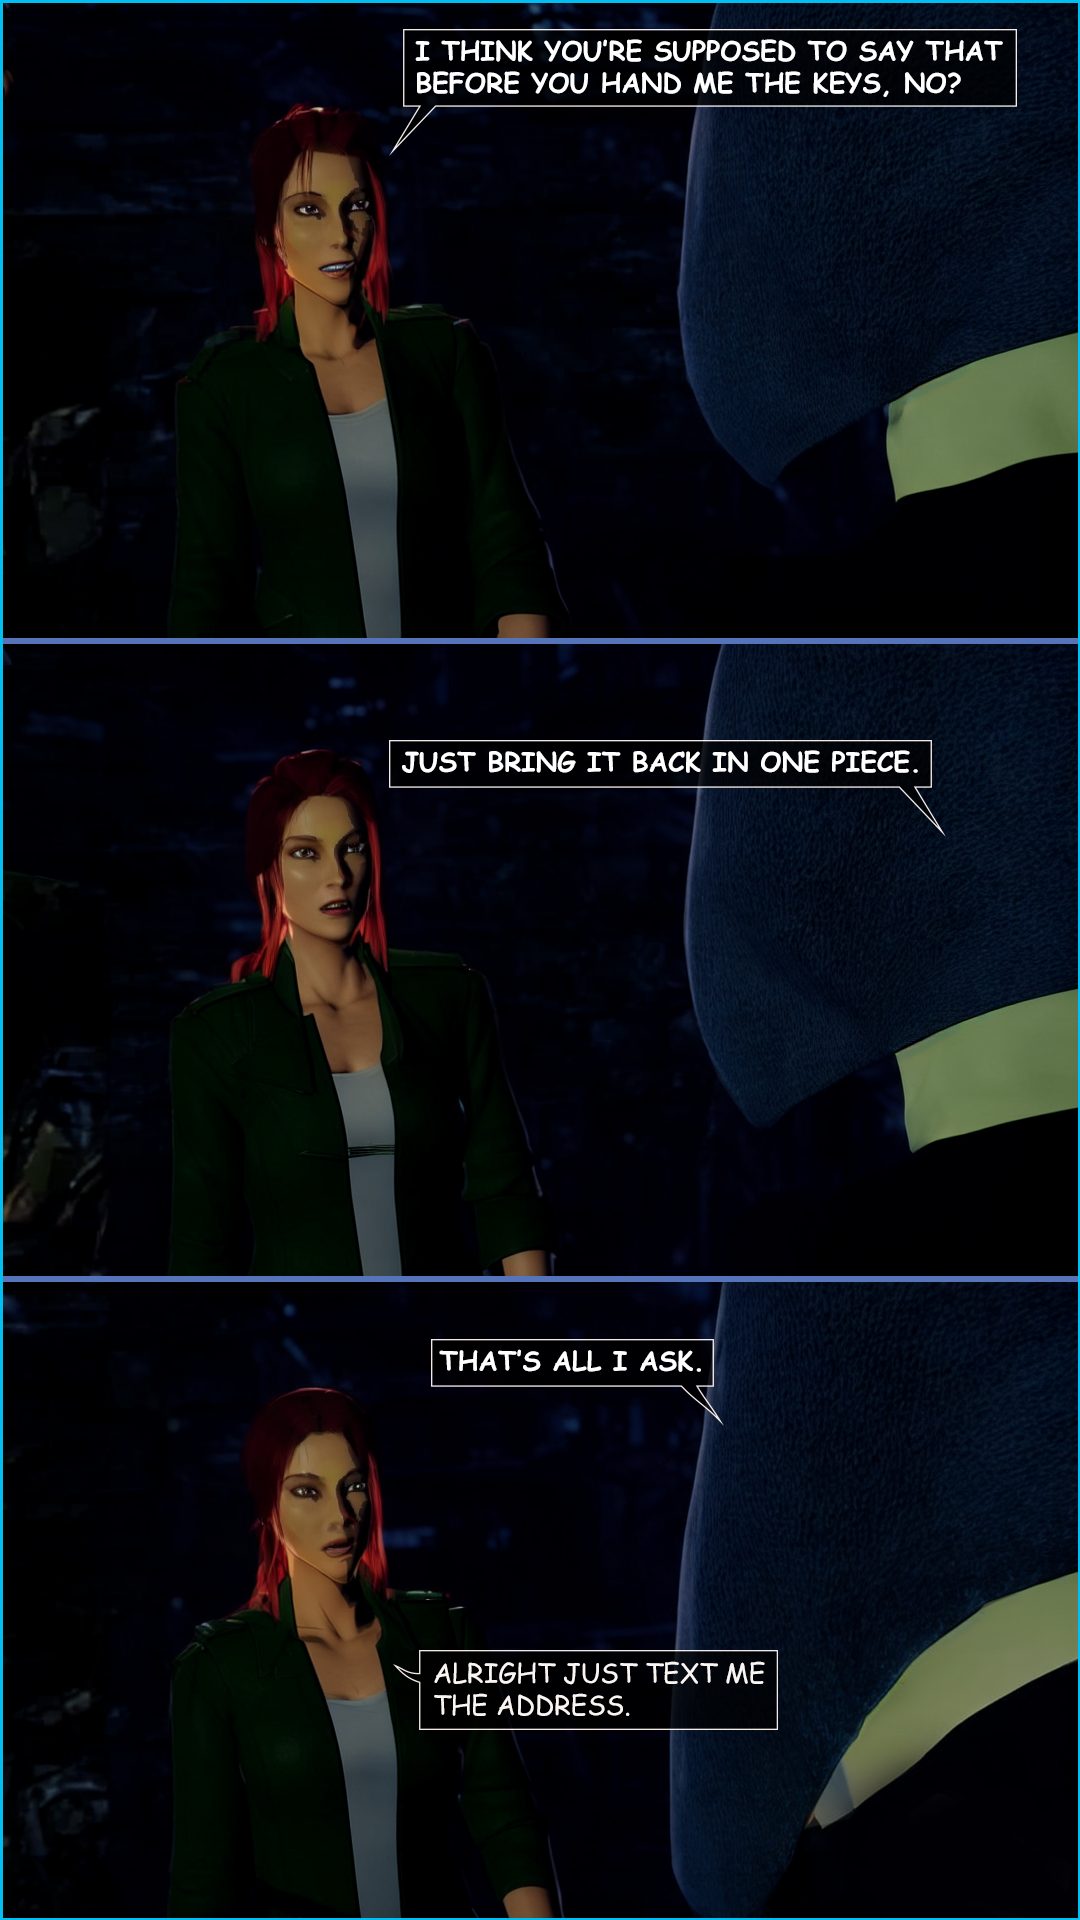 I THINK YOU'RE SUPPOSED TO SAY THAT
BEFORE YOU HAND ME THE KEYS, NO?
JUST BRING IT BACK IN ONE PIECE.
THAT'S ALL I ASK.
ALRIGHT JUST TEXT ME
THE ADDRESS.